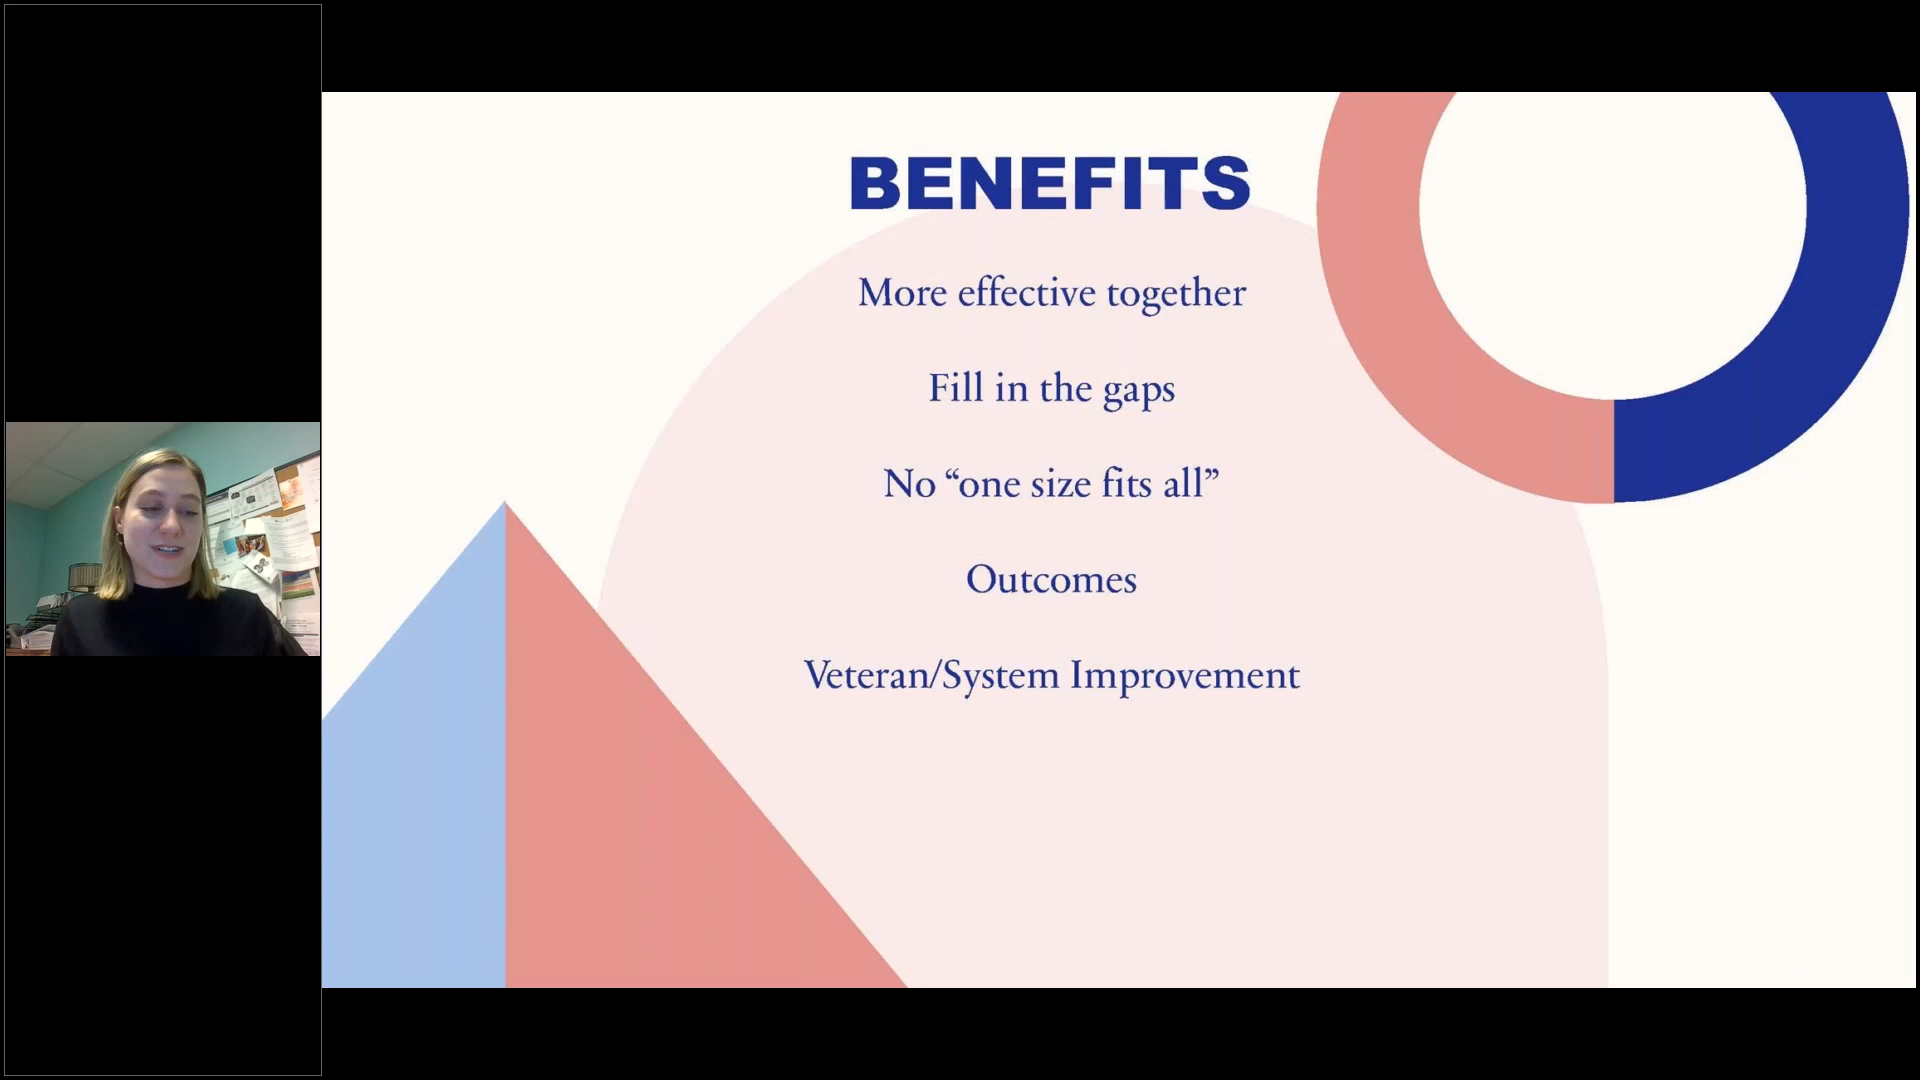 BENEFITS
More effective together
Fill in the gaps
No “one size fits all”
Outcomes
Veteran/System Improvement